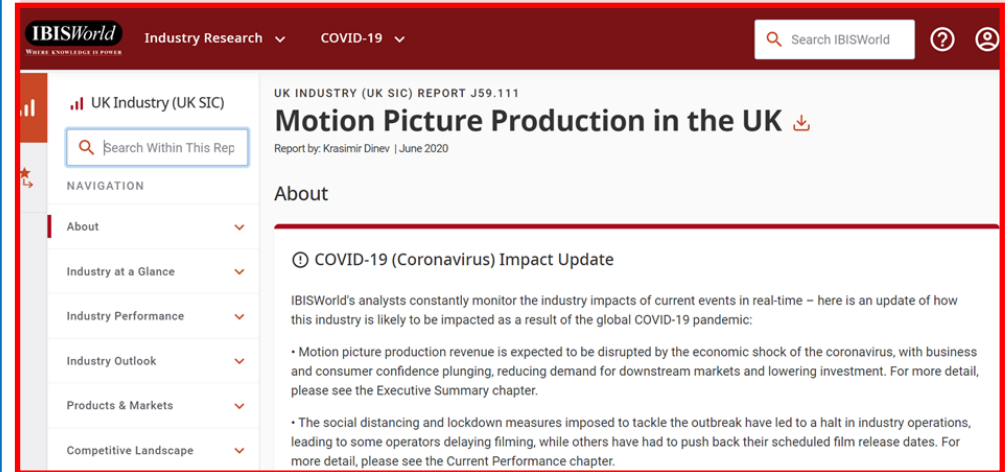 IBISWorld
WHERE KNOWLEDGE IS POWER
Industry Research
COVID-19
Search IBISWorld
UK Industry (UK SIC)
Search Within This Rep
NAVIGATION
About
Industry at a Glance
Industry Performance
Industry Outlook
Products & Markets
Competitive Landscape
UK INDUSTRY (UK SIC) REPORT J59.111
Motion Picture Production in the UK
Report by: Krasimir Dinev | June 2020
About
COVID-19 (Coronavirus) Impact Update
IBISWorld's analysts constantly monitor the industry impacts of current events in real-time – here is an update of how
this industry is likely to be impacted as a result of the global COVID-19 pandemic:
• Motion picture production revenue is expected to be disrupted by the economic shock of the coronavirus, with business
and consumer confidence plunging, reducing demand for downstream markets and lowering investment. For more detail,
please see the Executive Summary chapter.
• The social distancing and lockdown measures imposed to tackle the outbreak have led to a halt in industry operations,
leading to some operators delaying filming, while others have had to push back their scheduled film release dates. For
more detail, please see the Current Performance chapter.